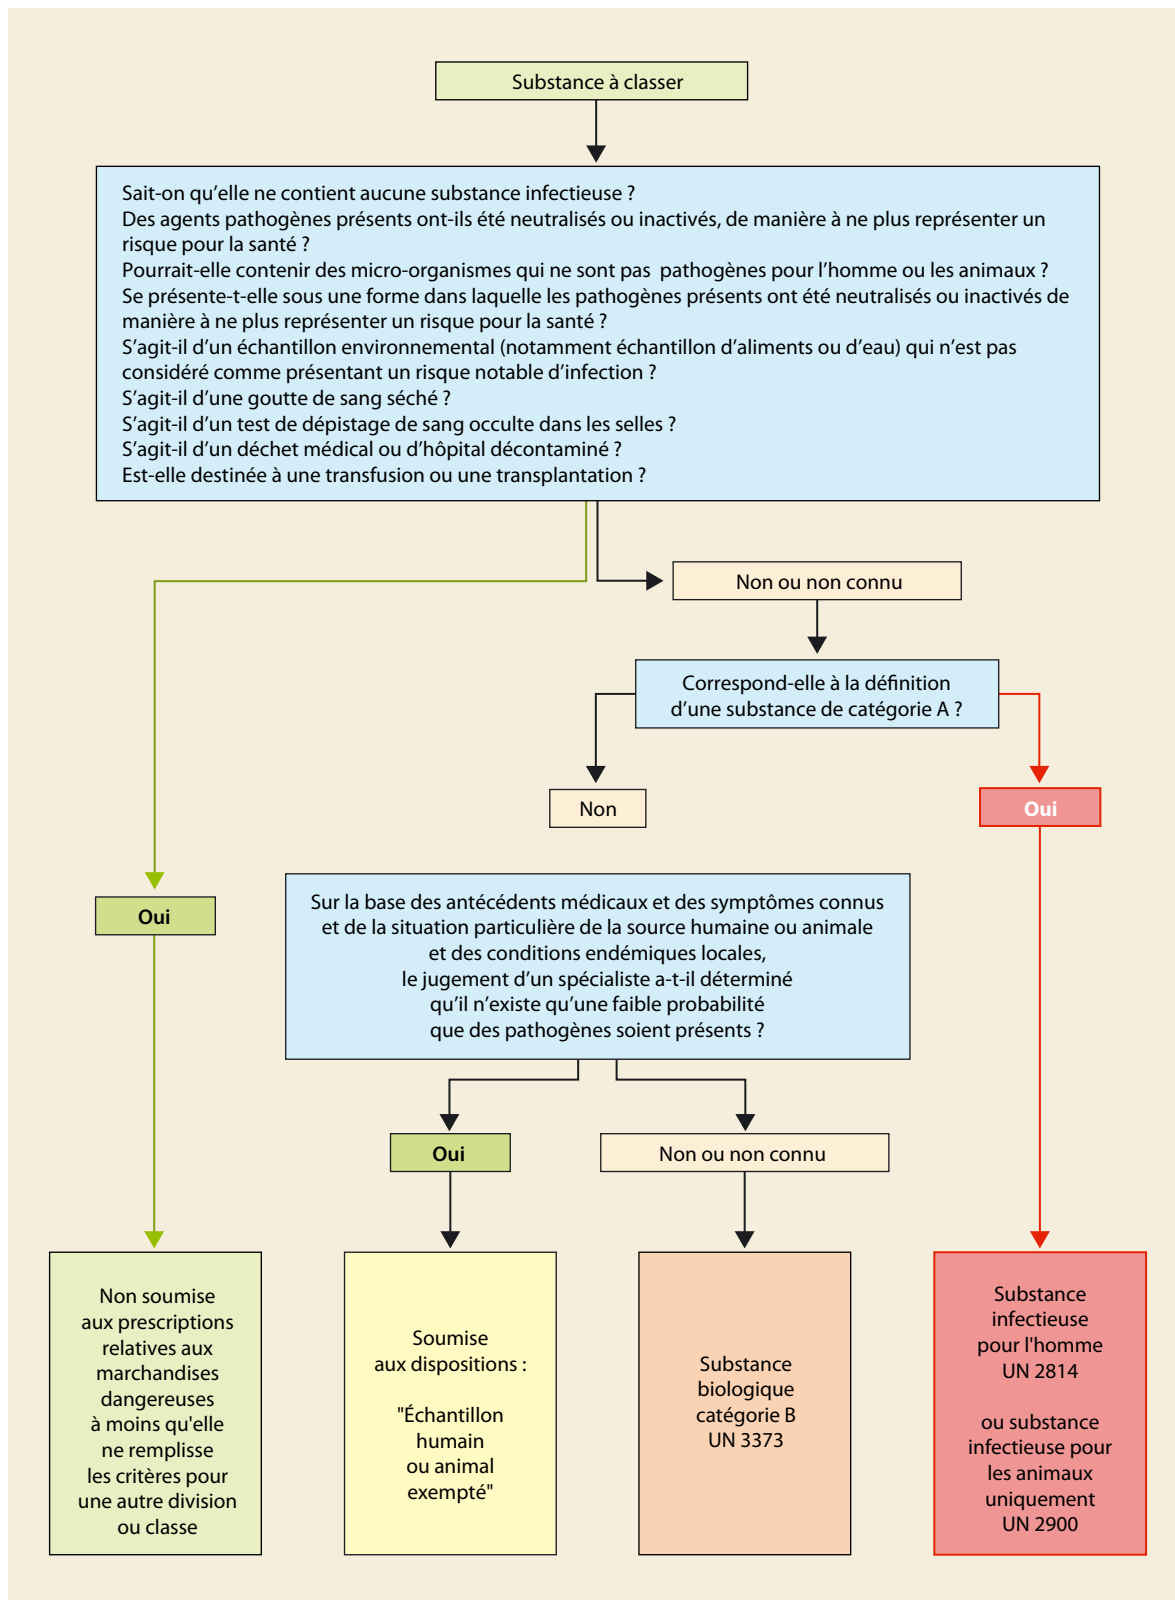 Substance à classer
Sait-on qu’elle ne contient aucune substance infectieuse ?
Des agents pathogènes présents ont-ils été neutralisés ou inactivés, de manière à ne plus représenter un
risque pour la santé ?
Pourrait-elle contenir des micro-organismes qui ne sont pas pathogènes pour l’homme ou les animaux ?
Se présente-t-elle sous une forme dans laquelle les pathogènes présents ont été neutralisés ou inactivés de
manière à ne plus représenter un risque pour la santé ?
S’agit-il d’un échantillon environnemental (notamment échantillon d’aliments ou d’eau) qui n’est pas
considéré comme présentant un risque notable d’infection ?
S’agit-il d’une goutte de sang séché ?
S’agit-il d’un test de dépistage de sang occulte dans les selles ?
S’agit-il d’un déchet médical ou d’hôpital décontaminé ?
Est-elle destinée à une transfusion ou une transplantation ?
Non ou non connu
Correspond-elle à la définition
d’une substance de catégorie A ?
Non
Oui
Oui
Sur la base des antécédents médicaux et des symptômes connus
et de la situation particulière de la source humaine ou animale
et des conditions endémiques locales,
le jugement d’un spécialiste a-t-il déterminé
qu’il n’existe qu’une faible probabilité
que des pathogènes soient présents ?
Oui
Non ou non connu
Non soumise
aux prescriptions
relatives aux
marchandises
dangereuses
à moins qu'elle
ne remplisse
les critères pour
une autre division
ou classe
Soumise
aux dispositions :
"Échantillon
humain
ou animal
exempté"
Substance
biologique
catégorie B
UN 3373
Substance
infectieuse
pour l'homme
UN 2814
ou substance
infectieuse pour
les animaux
uniquement
UN 2900